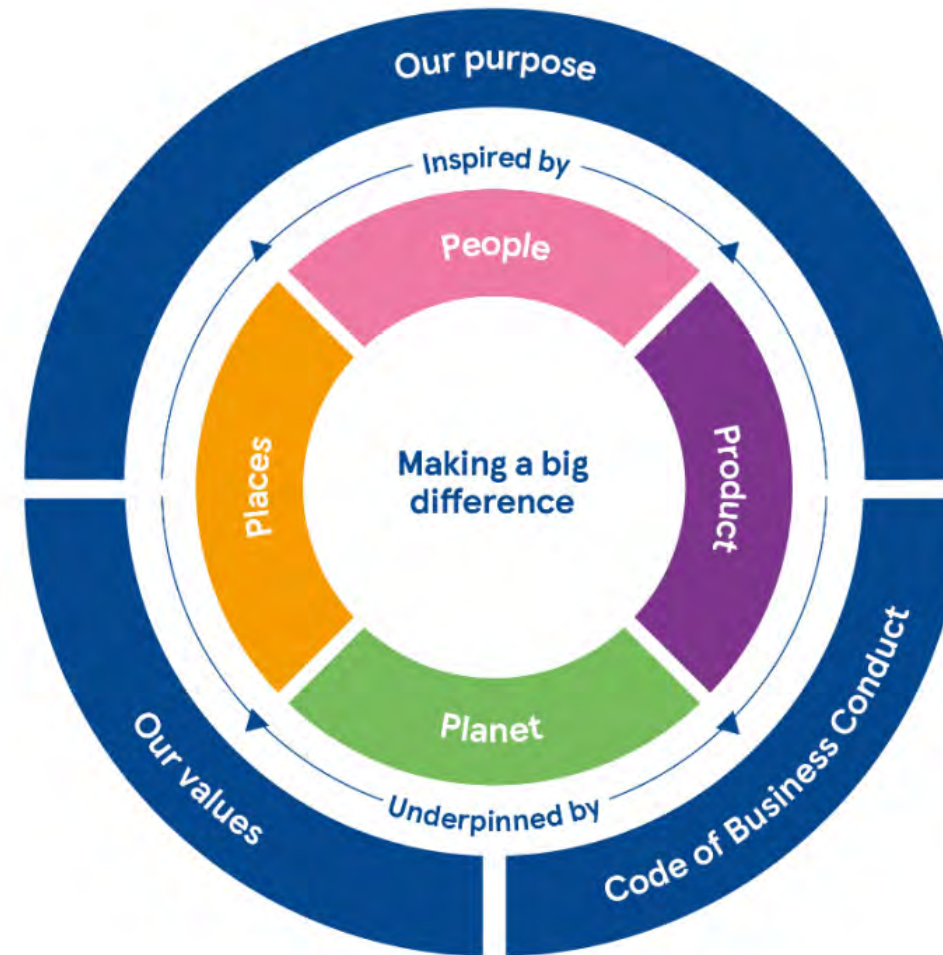 Our purpose
Inspired by
People
Places
Product
Making a big
difference
Planet
Underpinned by
Our values
Code of Business Conduct